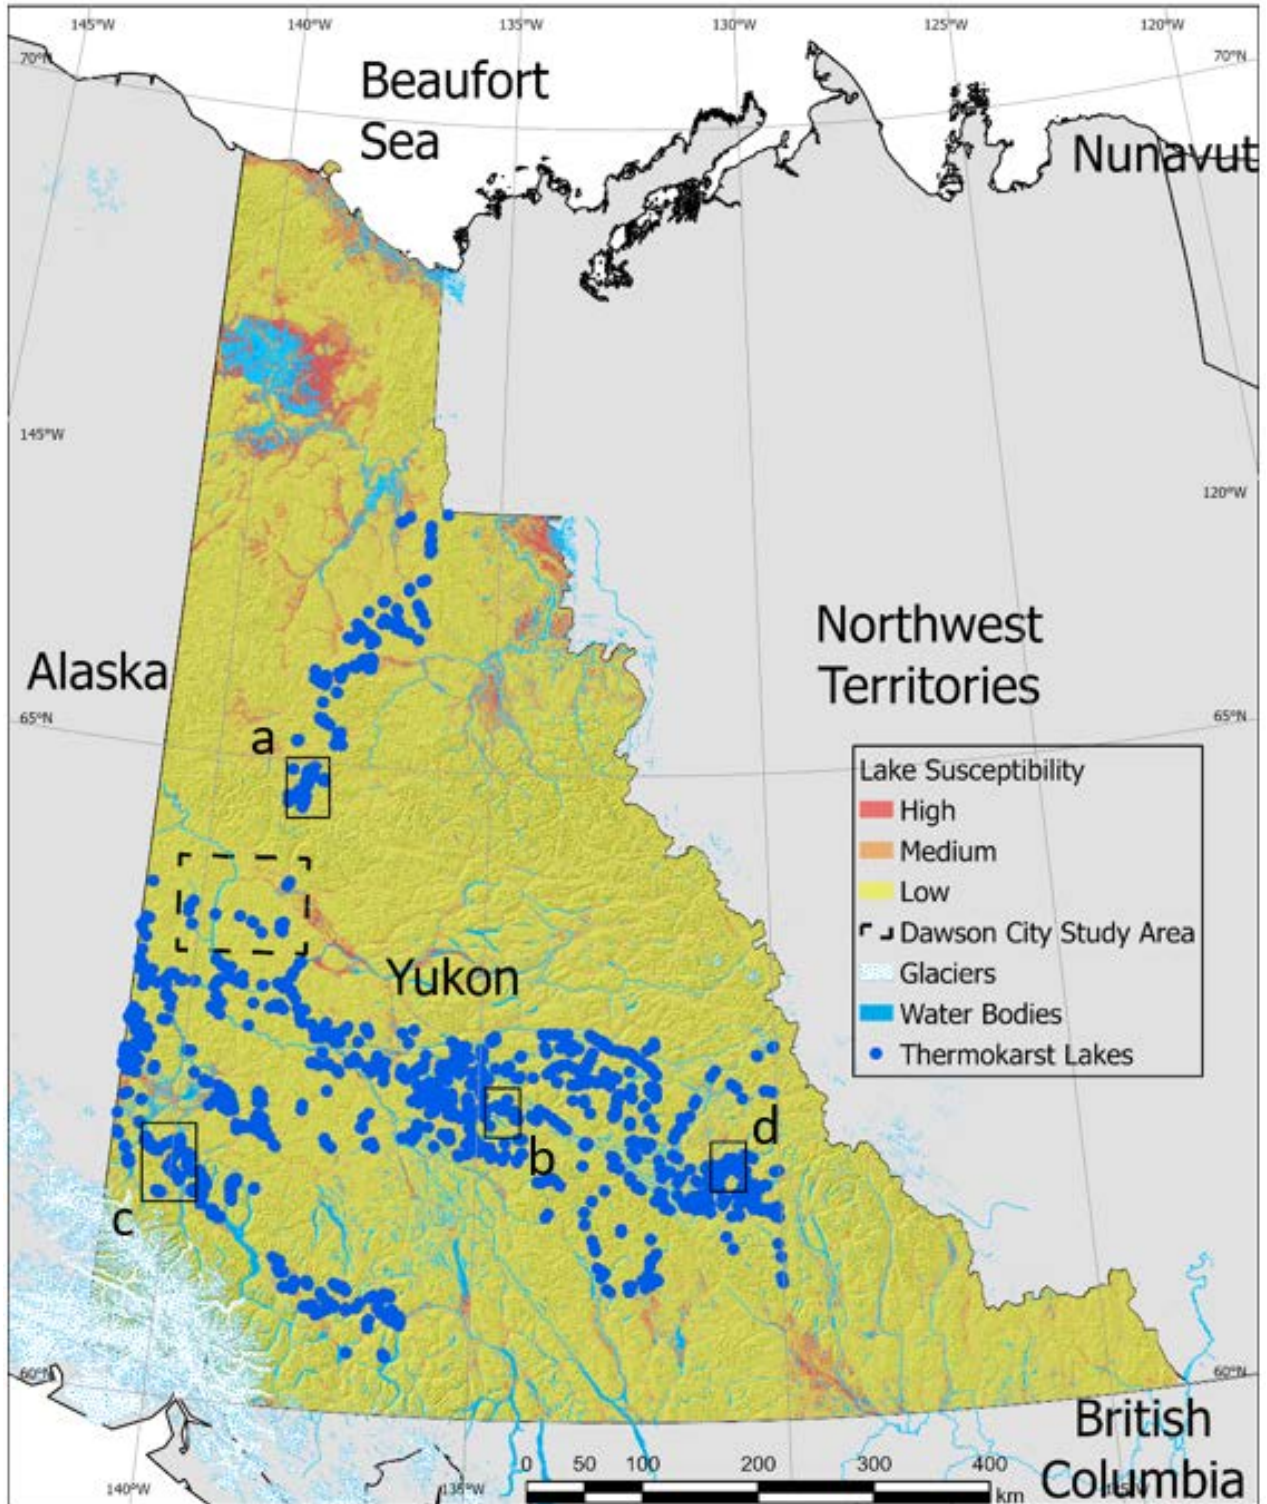 145°W 140°W 135°W 130°W 125°W 120°W
70°N 70°N
Beaufort
Sea
Nunavut
145°W
120°W
Northwest
Territories
Alaska
65°N 65°N
a
Lake Susceptibility
High
Medium
Low
Dawson City Study Area
Glaciers
Water Bodies
Thermokarst Lakes
Yukon
d
b
c
60°N 60°N
British
Columbia
0 50 100 200 300 400
km
140°W 135°W